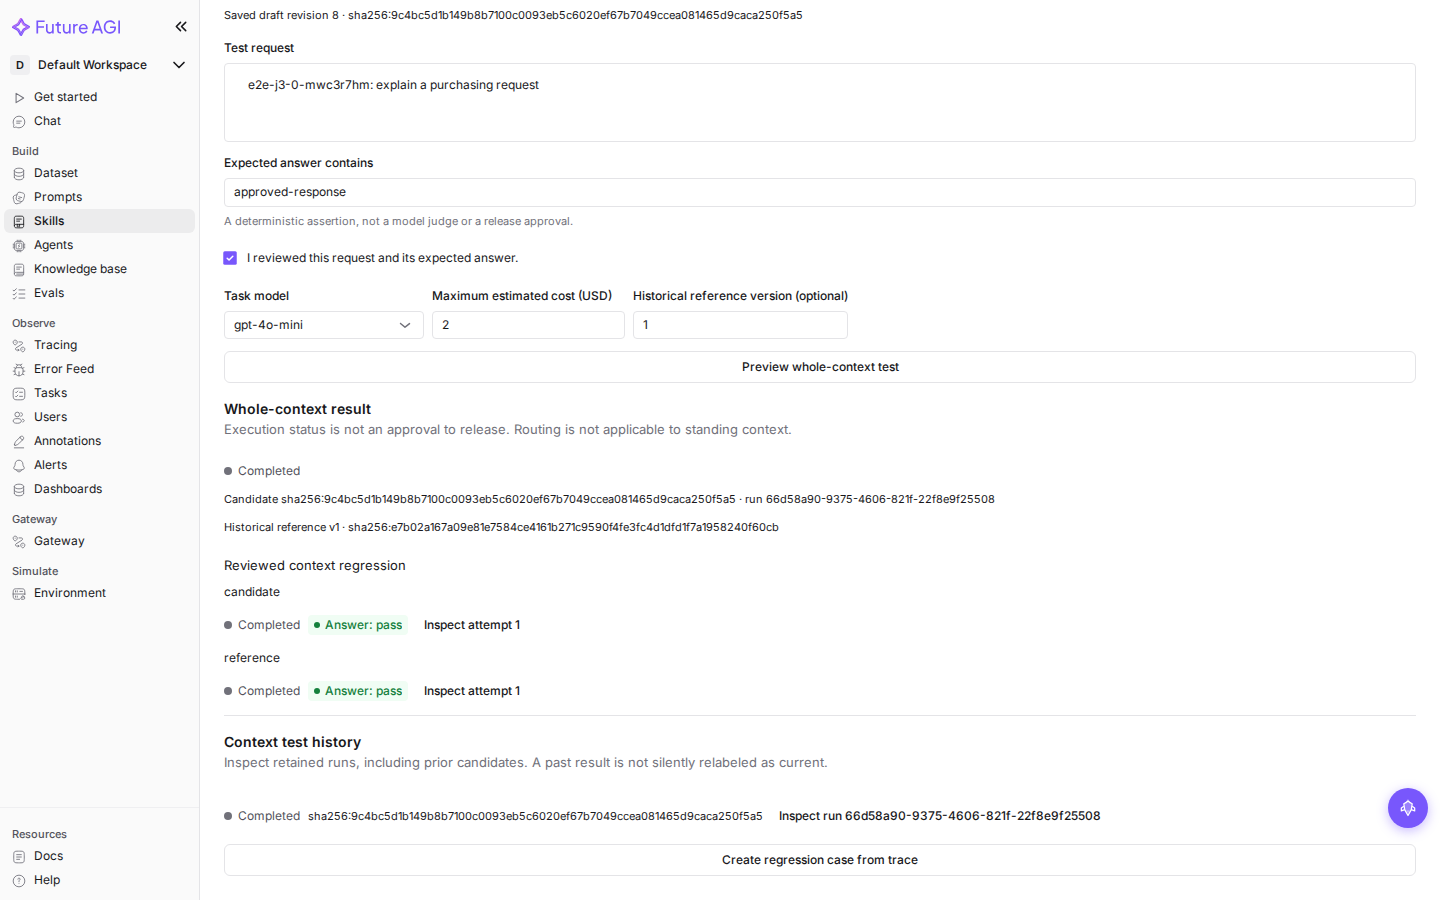 Future AGI
D Default Workspace
Get started
Chat
Build
Dataset
Prompts
Skills
Agents
Knowledge base
Evals
Observe
Tracing
Error Feed
Tasks
Users
Annotations
Alerts
Dashboards
Gateway
Gateway
Simulate
Environment
Resources
Docs
Help
Saved draft revision 8 · sha256:9c4bc5d1b149b8b7100c0093eb5c6020ef67b7049ccea081465d9caca250f5a5
Test request
e2e-j3-0-mwc3r7hm: explain a purchasing request
Expected answer contains
approved-response
A deterministic assertion, not a model judge or a release approval.
I reviewed this request and its expected answer.
Task model Maximum estimated cost (USD) Historical reference version (optional)
gpt-4o-mini 2 1
Preview whole-context test
Whole-context result
Execution status is not an approval to release. Routing is not applicable to standing context.
Completed
Candidate sha256:9c4bc5d1b149b8b7100c0093eb5c6020ef67b7049ccea081465d9caca250f5a5 · run 66d58a90-9375-4606-821f-22f8e9f25508
Historical reference v1 · sha256:e7b02a167a09e81e7584ce4161b271c9590f4fe3fc4d1dfd1f7a1958240f60cb
Reviewed context regression
candidate
Completed Answer: pass Inspect attempt 1
reference
Completed Answer: pass Inspect attempt 1
Context test history
Inspect retained runs, including prior candidates. A past result is not silently relabeled as current.
Completed sha256:9c4bc5d1b149b8b7100c0093eb5c6020ef67b7049ccea081465d9caca250f5a5 Inspect run 66d58a90-9375-4606-821f-22f8e9f25508
Create regression case from trace